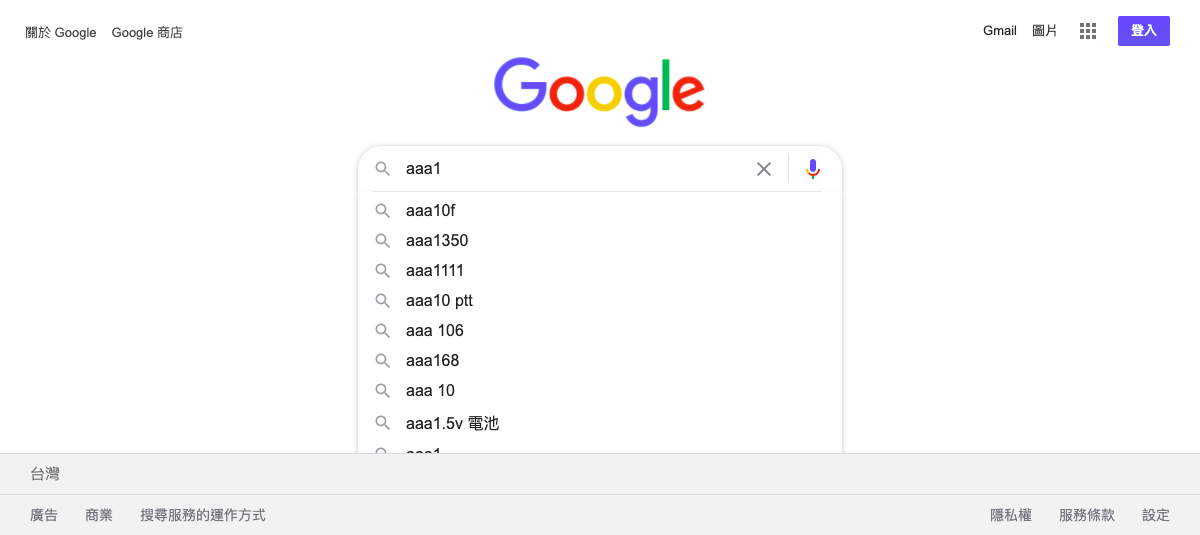 關於 Google Google 商店
Gmail 圖片 登入
Google
aaa1
aaa10f
aaa1350
aaa1111
aaa10 ptt
aaa 106
aaa168
aaa 10
aaa1.5v 電池
台灣
廣告 商業 搜尋服務的運作方式
隱私權 服務條款 設定